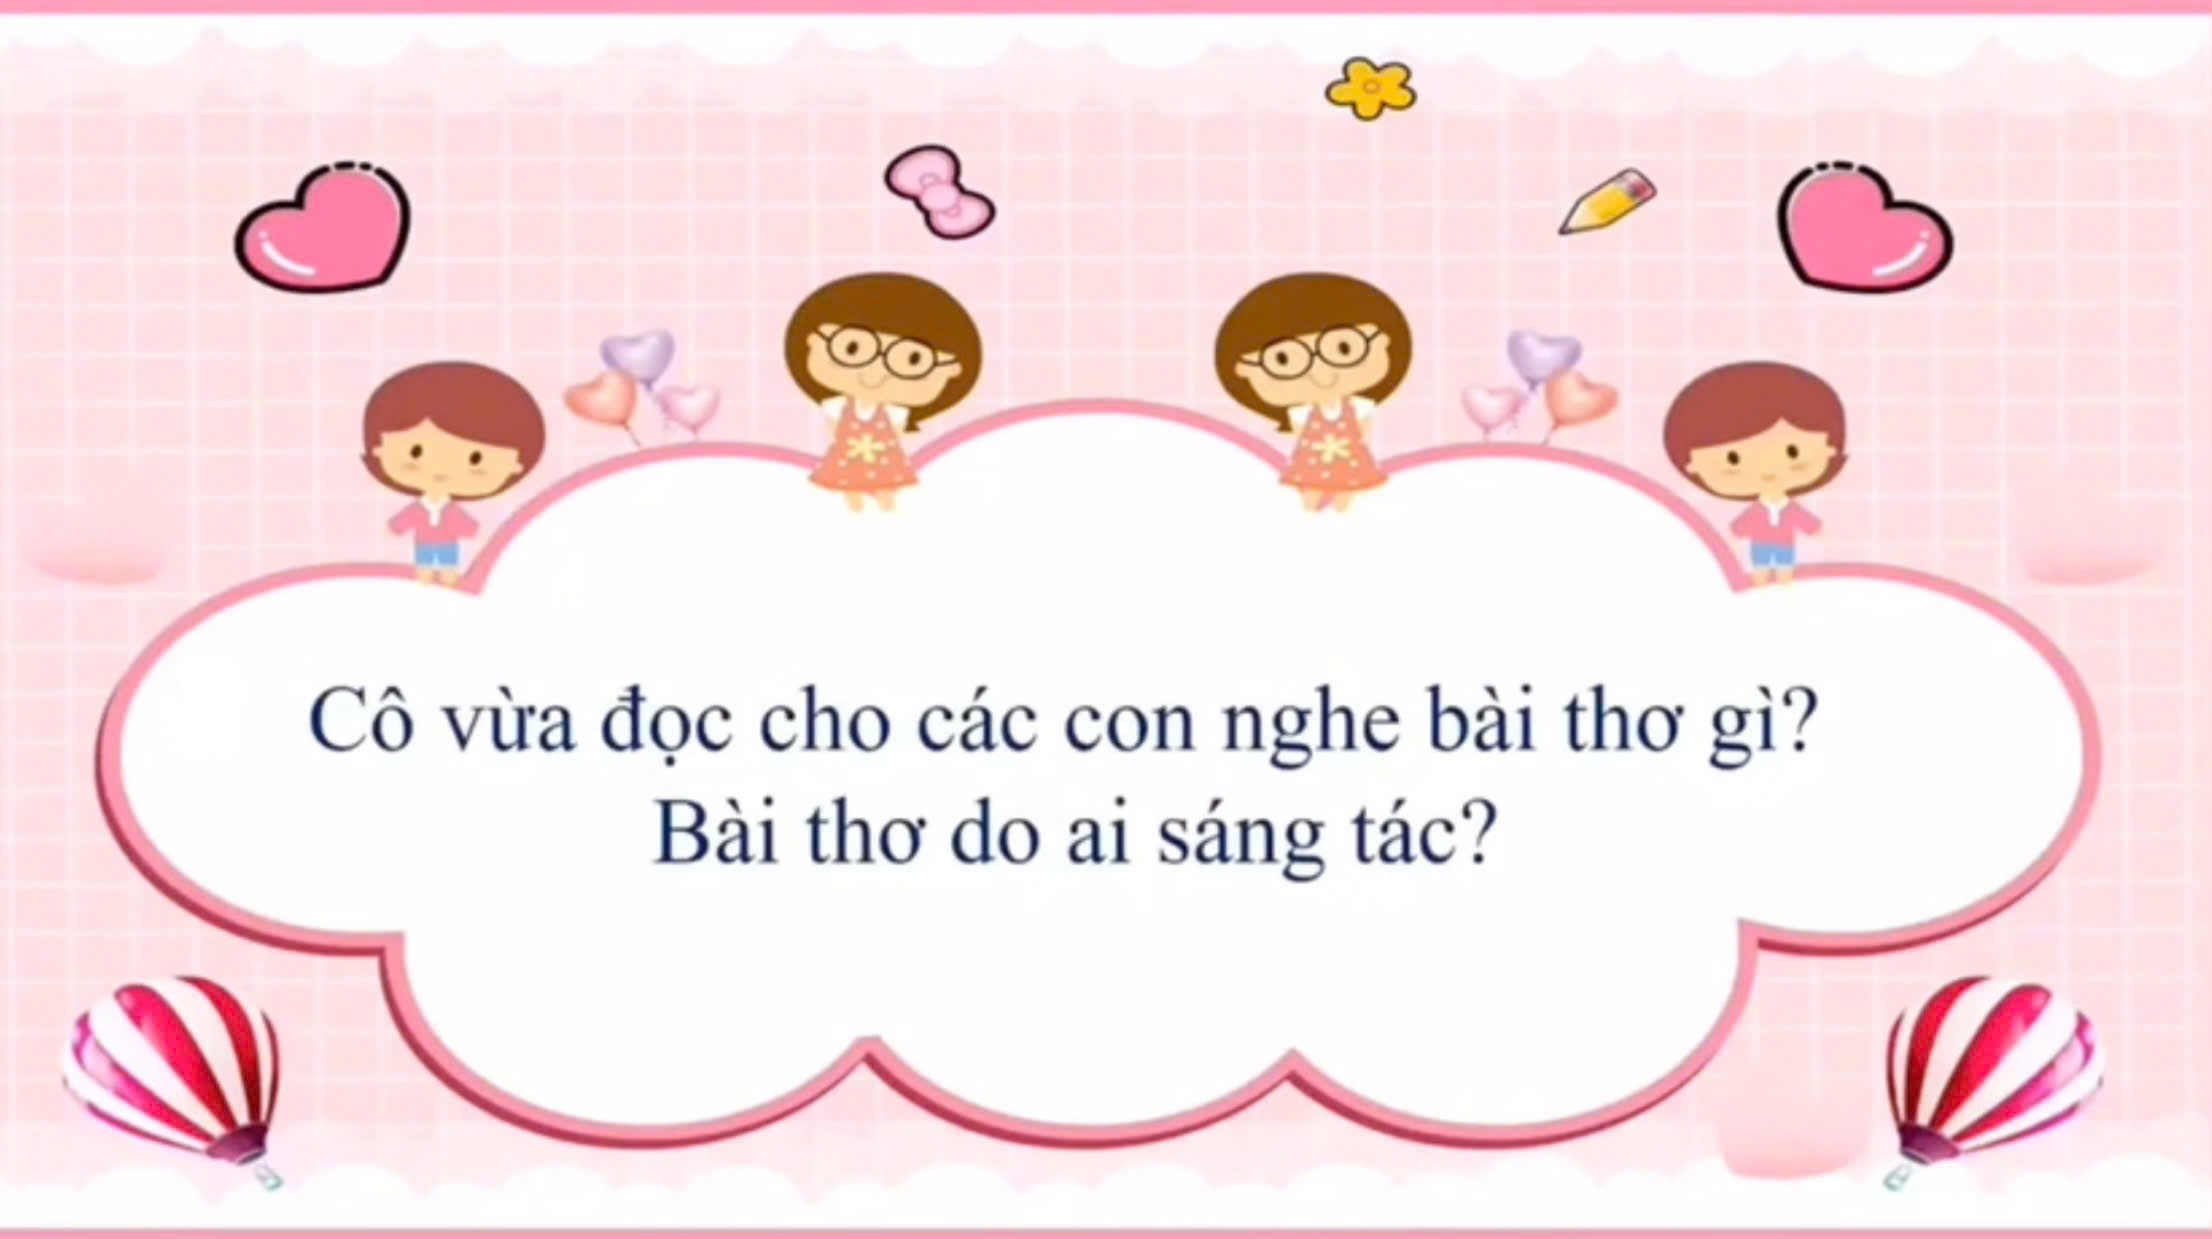 Cô vừa đọc cho các con nghe bài thơ gì?
Bài thơ do ai sáng tác?